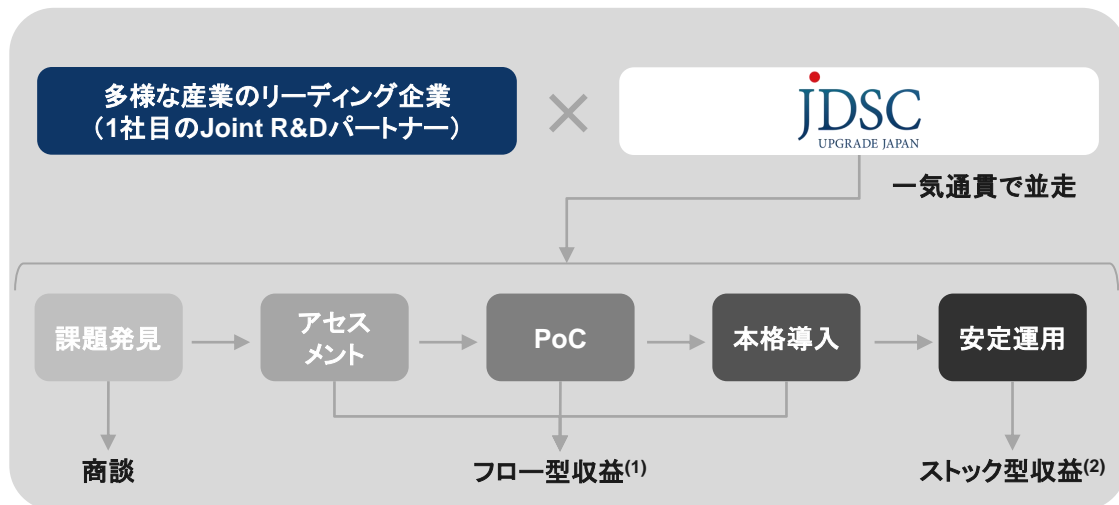 多様な産業のリーディング企業
（1社目のJoint R&Dパートナー）
×
JDSC
UPGRADE JAPAN
一気通貫で並走
課題発見
アセス
メント
PoC
本格導入
安定運用
商談
フロー型収益(1)
ストック型収益(2)